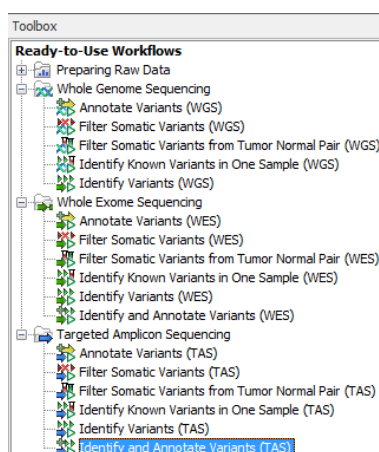 Toolbox
Ready-to-Use Workflows
Preparing Raw Data
Whole Genome Sequencing
Annotate Variants (WGS)
Filter Somatic Variants (WGS)
Filter Somatic Variants from Tumor Normal Pair (WGS)
Identify Known Variants in One Sample (WGS)
Identify Variants (WGS)
Whole Exome Sequencing
Annotate Variants (WES)
Filter Somatic Variants (WES)
Filter Somatic Variants from Tumor Normal Pair (WES)
Identify Known Variants in One Sample (WES)
Identify Variants (WES)
Identify and Annotate Variants (WES)
Targeted Amplicon Sequencing
Annotate Variants (TAS)
Filter Somatic Variants (TAS)
Filter Somatic Variants from Tumor Normal Pair (TAS)
Identify Known Variants in One Sample (TAS)
Identify Variants (TAS)
Identify and Annotate Variants (TAS)